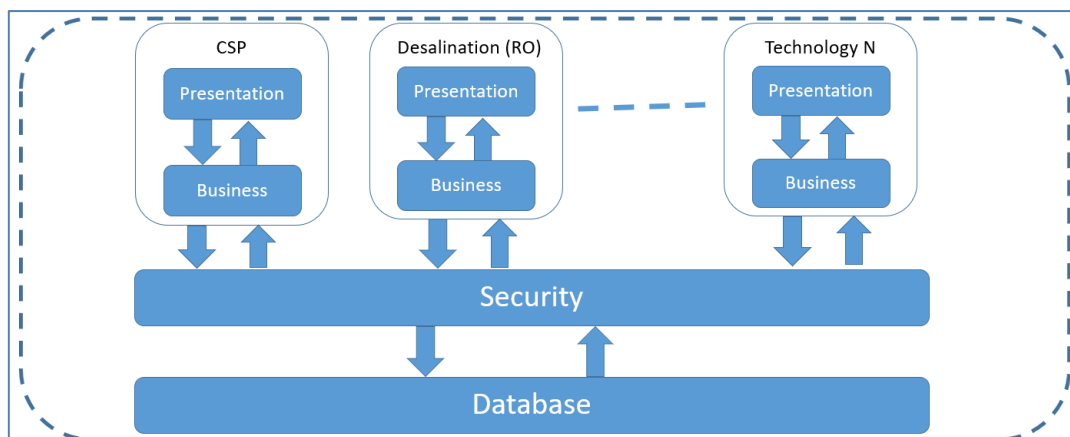 CSP
Presentation
Business
Desalination (RO)
Presentation
Business
Technology N
Presentation
Business
Security
Database